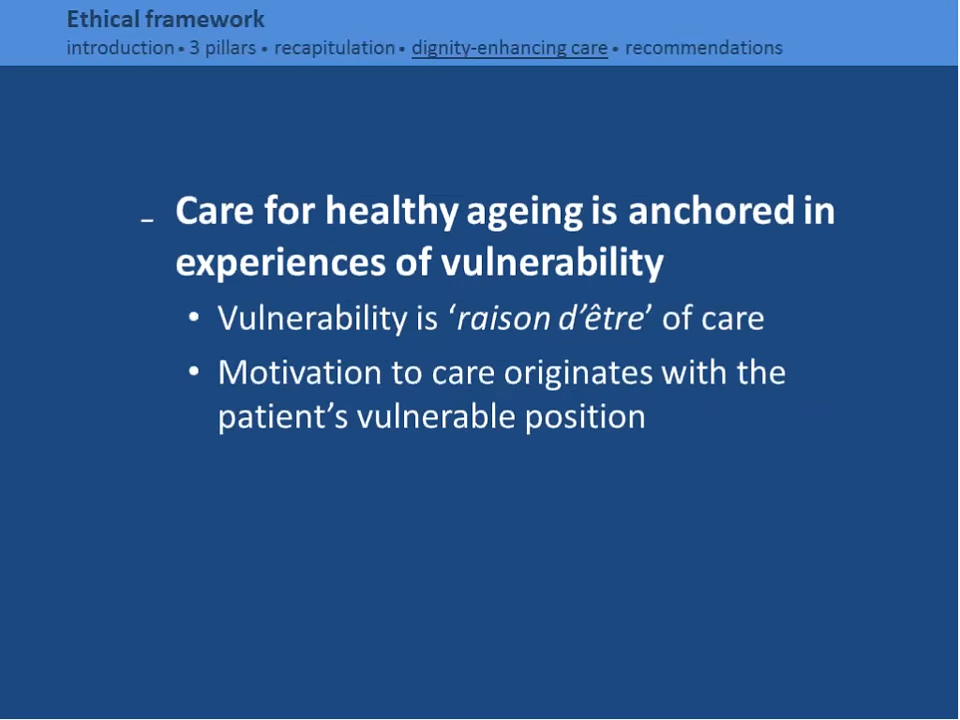 Ethical framework
introduction • 3 pillars • recapitulation • dignity-enhancing care • recommendations
– Care for healthy ageing is anchored in
experiences of vulnerability
• Vulnerability is ‘raison d’être’ of care
• Motivation to care originates with the
patient’s vulnerable position